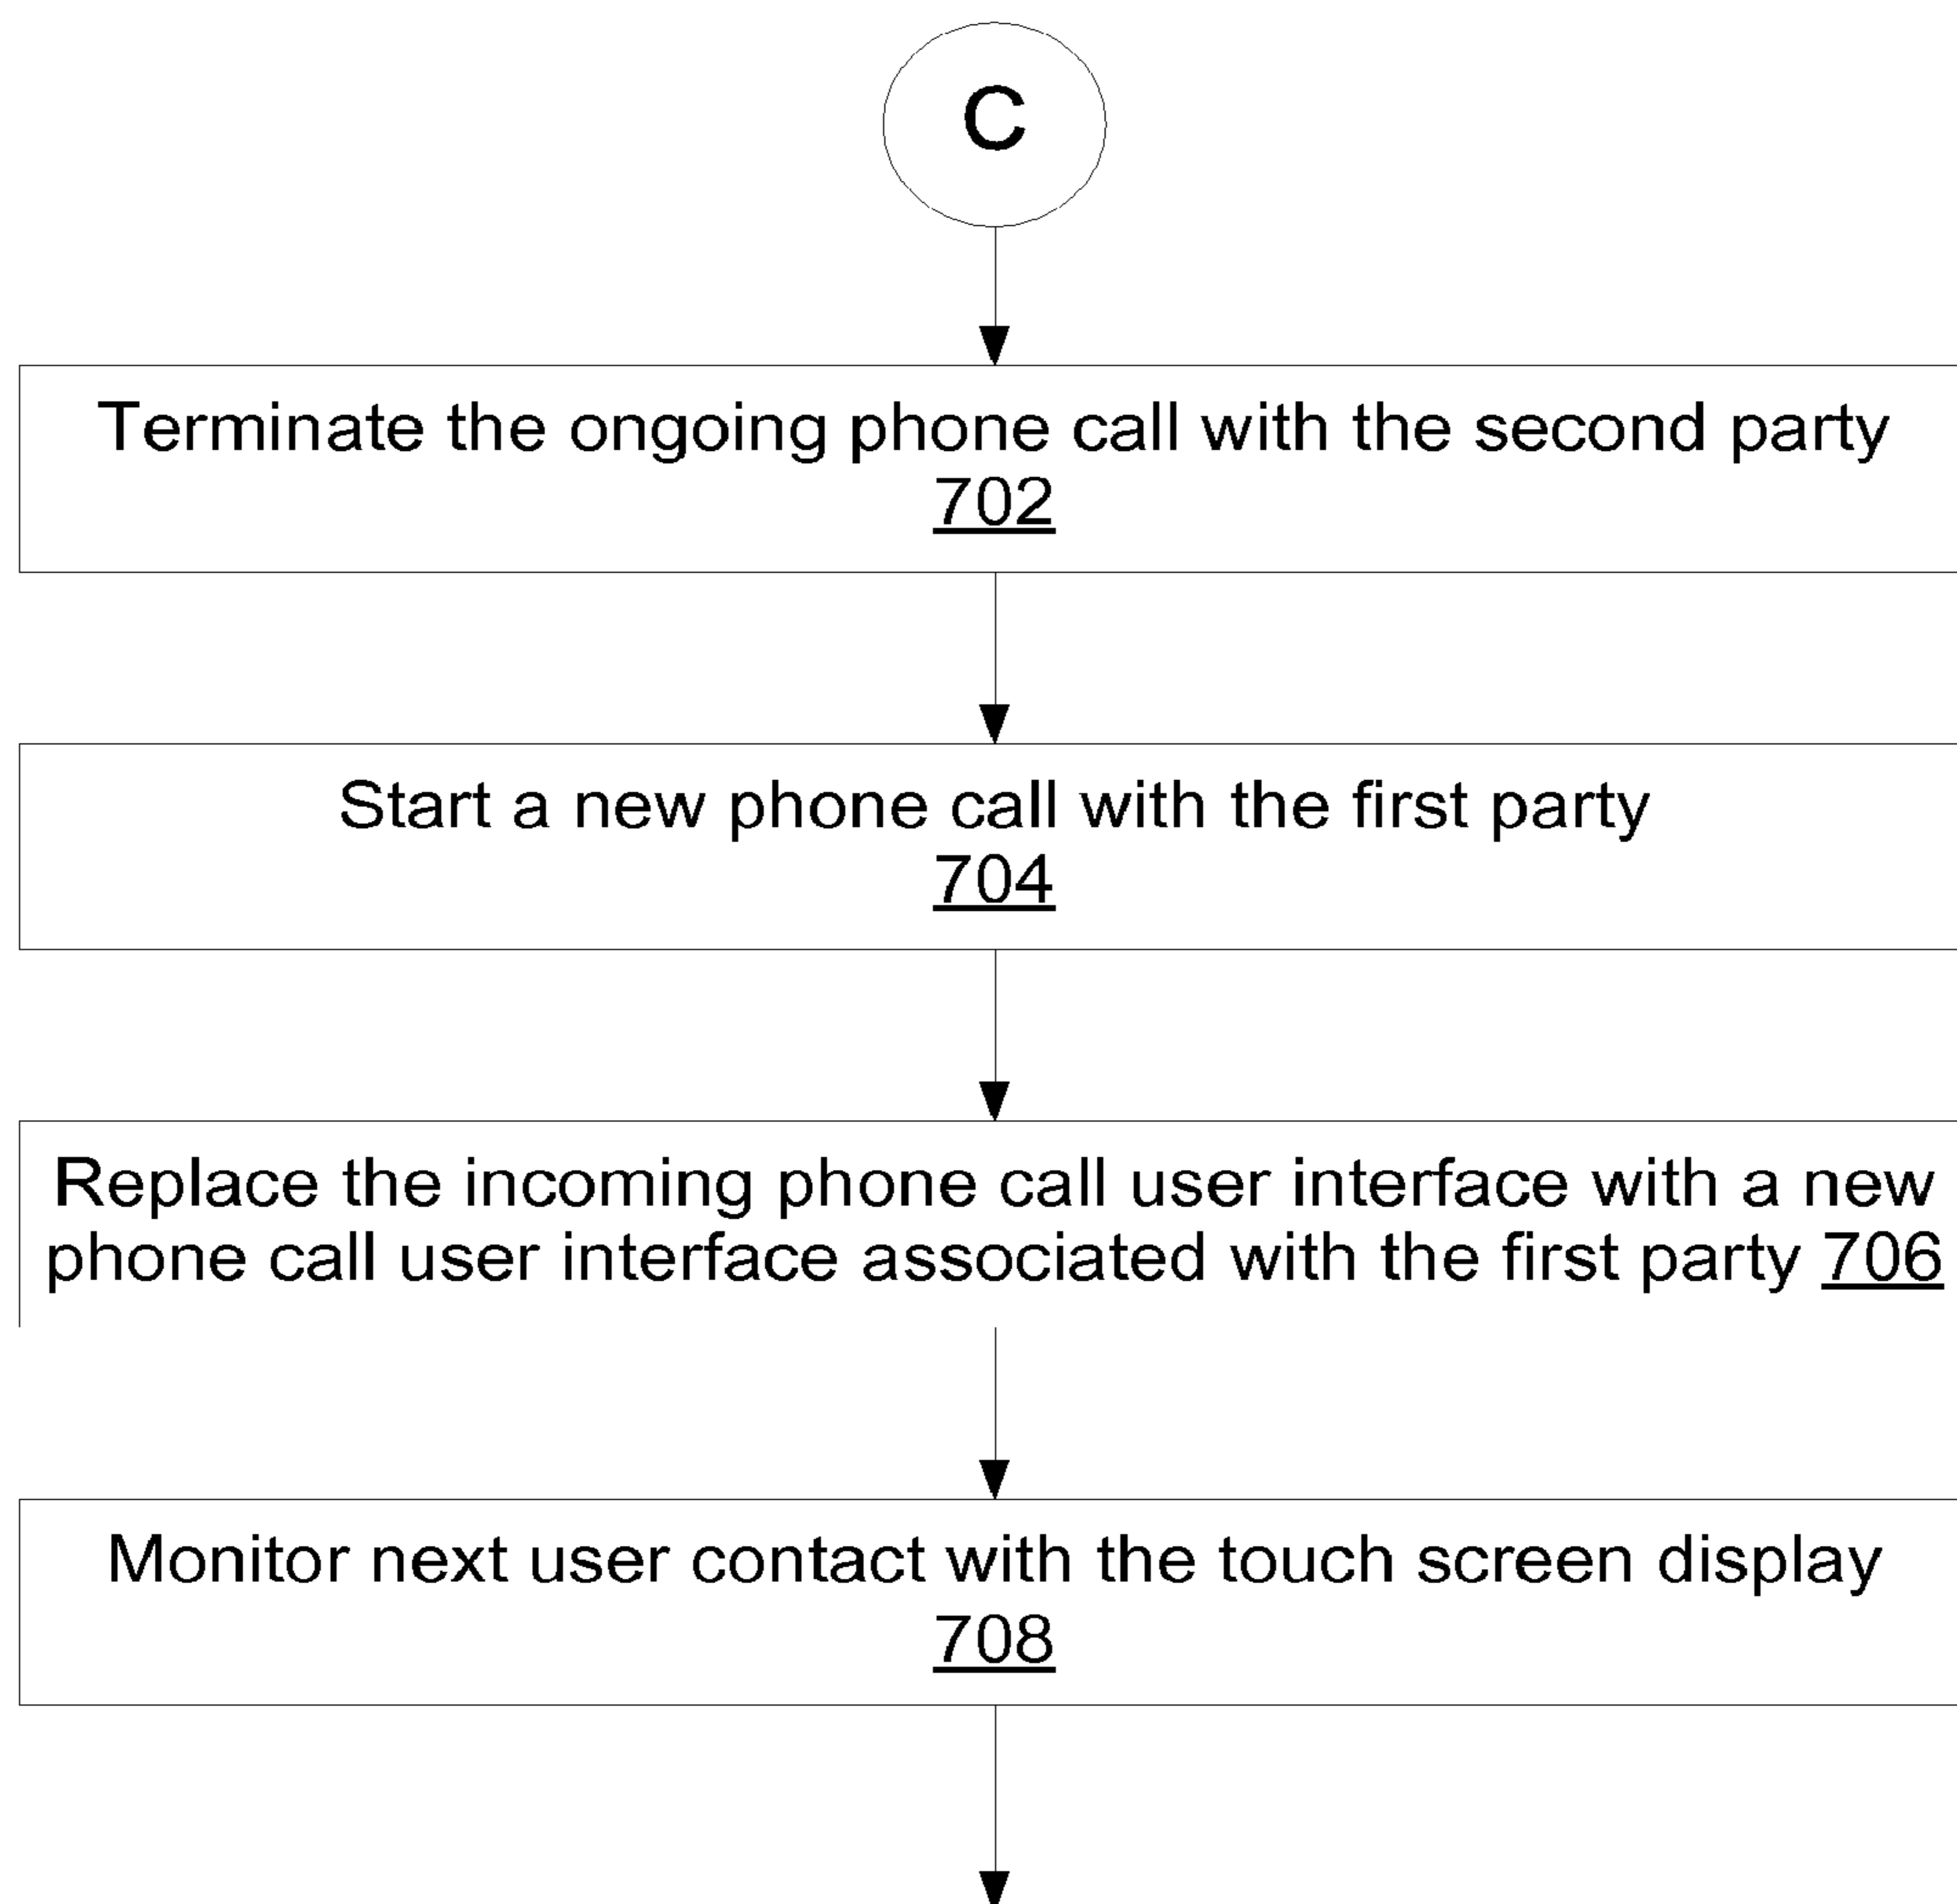 C
Terminate the ongoing phone call with the second party
702
Start a new phone call with the first party
704
Replace the incoming phone call user interface with a new
phone call user interface associated with the first party 706
Monitor next user contact with the touch screen display
708